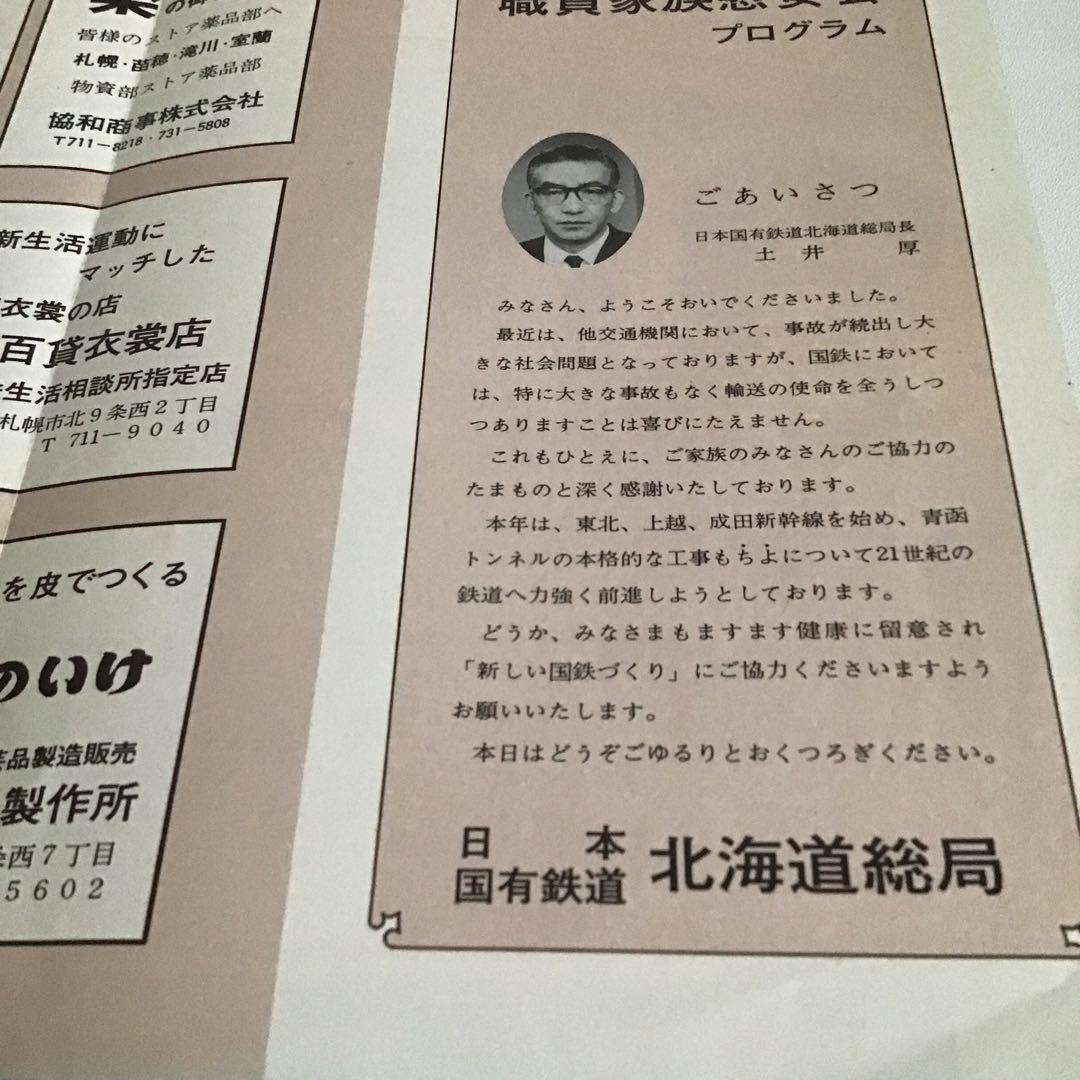 の御
皆様のストア薬品部へ
札幌・苗穂・滝川・室蘭
物資部ストア薬品部
協和商事株式会社
T711-8218・731-5808
新生活運動に
マッチした
衣裳の店
百貸衣裳店
生活相談所指定店
札幌市北9条西2丁目
T 711-9040
を皮でつくる
のいけ
品製造販売
製作所
条西7丁目
5602
職員家族慰安会
プログラム
ごあいさつ
日本国有鉄道北海道総局長
土井 厚
みなさん、ようこそおいでくださいました。
最近は、他交通機関において、事故が続出し大
きな社会問題となっておりますが、国鉄において
は、特に大きな事故もなく輸送の使命を全うしつ
つありますことは喜びにたえません。
これもひとえに、ご家族のみなさんのご協力の
たまものと深く感謝いたしております。
本年は、東北、上越、成田新幹線を始め、青函
トンネルの本格的な工事もちよについて21世紀の
鉄道へ力強く前進しようとしております。
どうか、みなさまもますます健康に留意され
「新しい国鉄づくり」にご協力くださいますよう
お願いいたします。
本日はどうぞごゆるりとおくつろぎください。
日本
国有鉄道 北海道総局